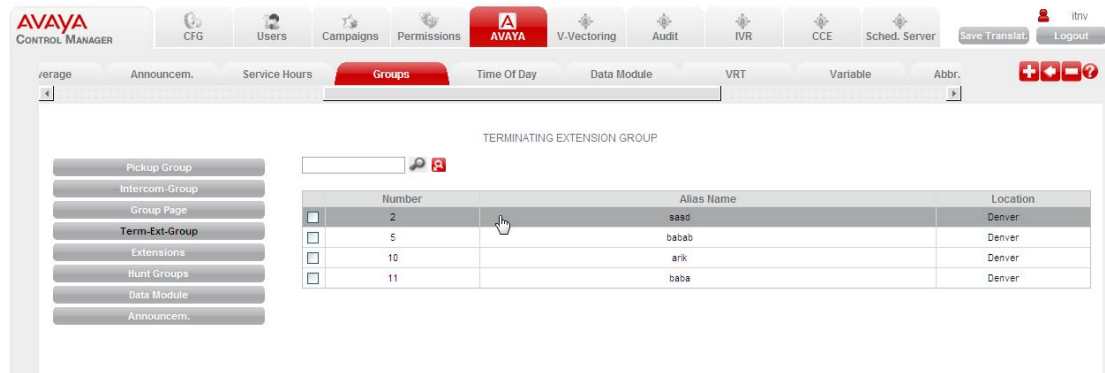 AVAYA
CONTROL MANAGER
CFG Users Campaigns Permissions AVAYA V-Vectoring Audit IVR CCE Sched. Server
itnv
Save Translat. Logout
verage Announcem. Service Hours Groups Time Of Day Data Module VRT Variable Abbr.
TERMINATING EXTENSION GROUP
Pickup Group
Intercom-Group
Group Page
Term-Ext-Group
Extensions
Hunt Groups
Data Module
Announcem.
Number Alias Name Location
2 sasd Denver
5 babab Denver
10 arik Denver
11 baba Denver